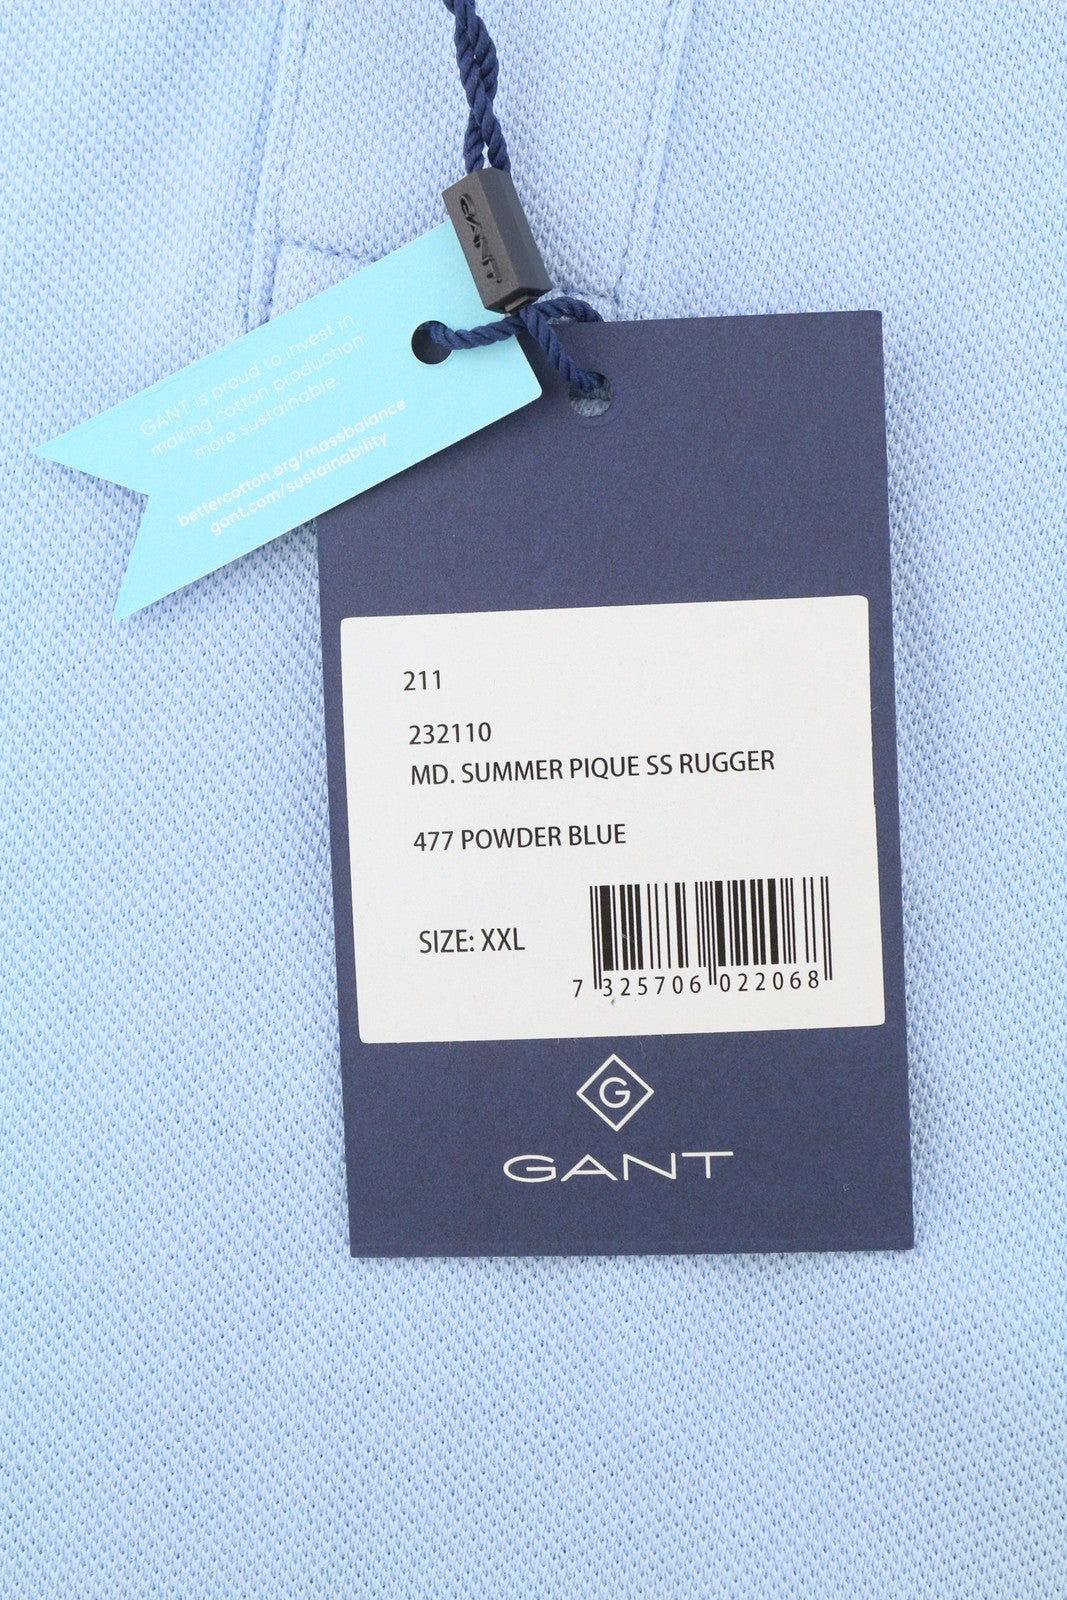 GANT
GANT is proud to invest in
making cotton production
more sustainable.
bettercotton.org/massbalance
gant.com/sustainability
211
232110
MD. SUMMER PIQUE SS RUGGER
477 POWDER BLUE
SIZE: XXL
7 325706 022068
G
GANT